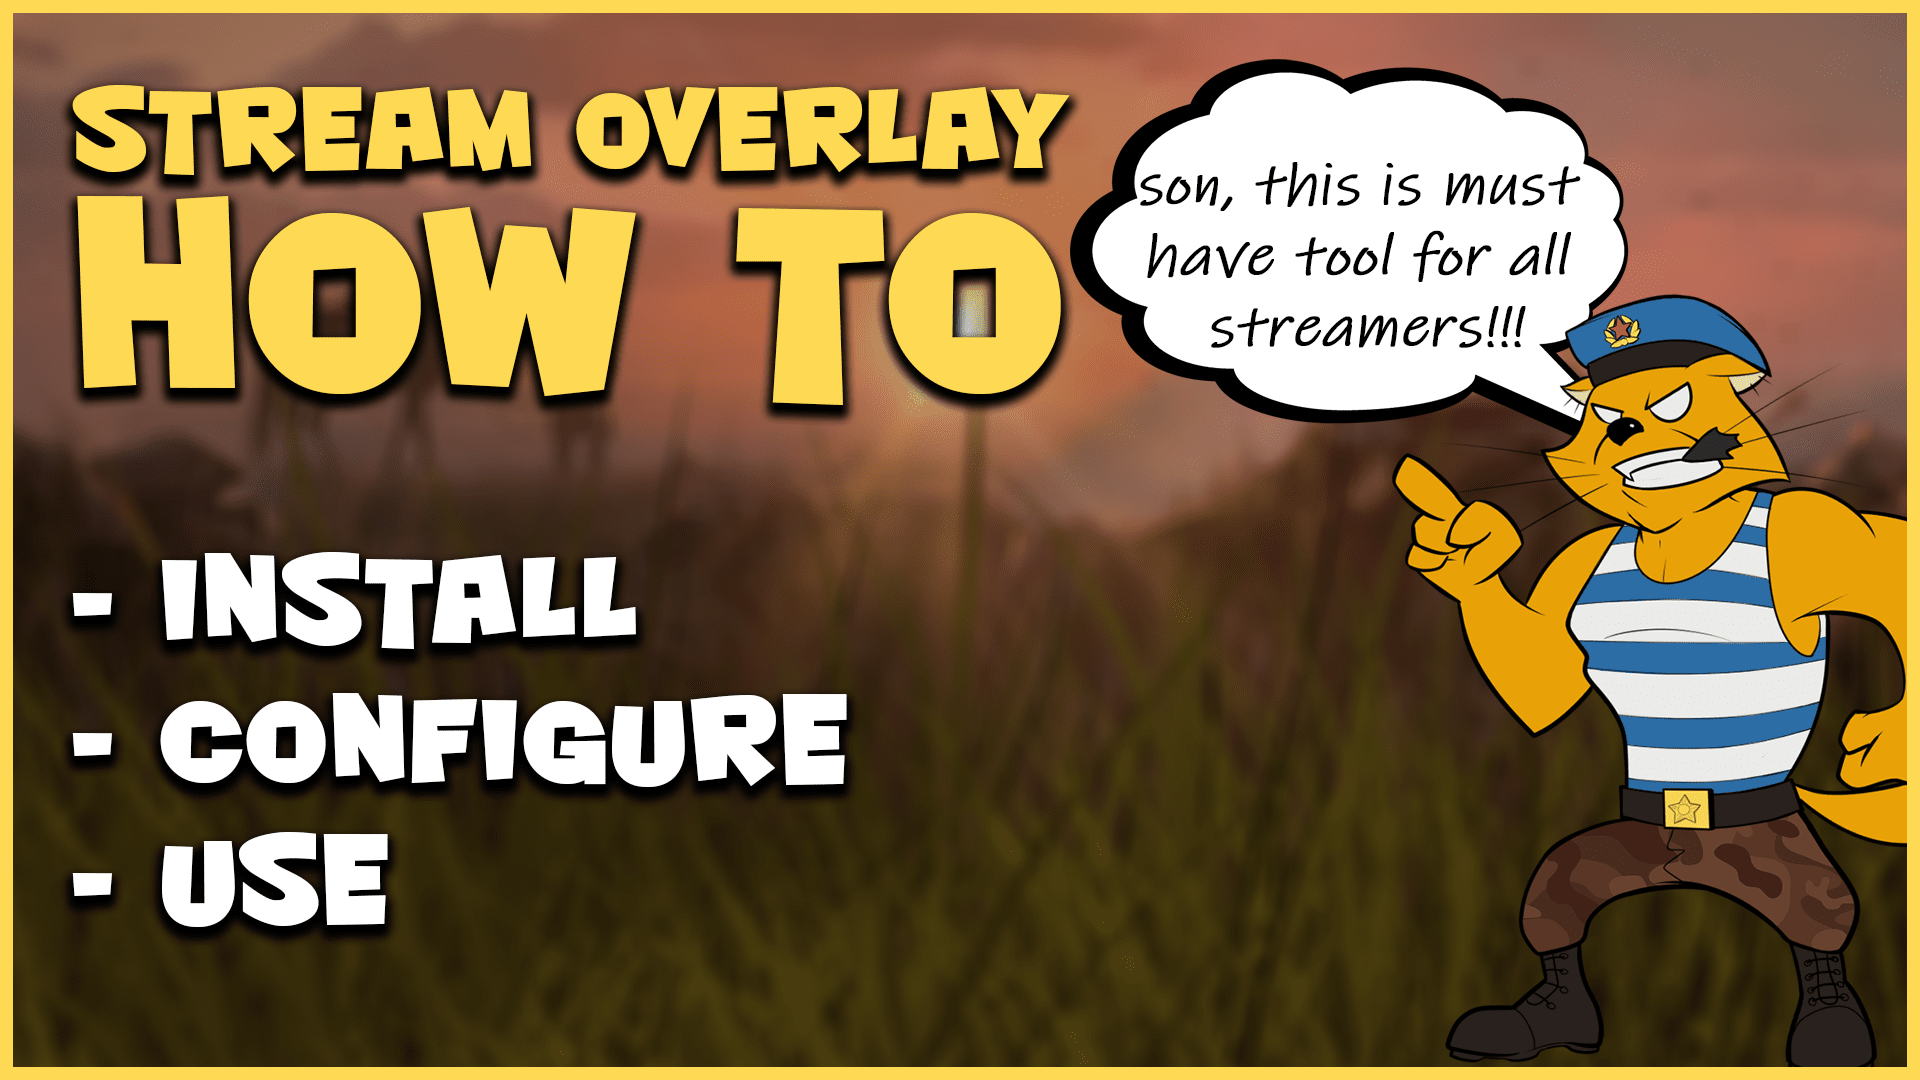 STREAM OVERLAY
HOW TO
son, this is must
have tool for all
streamers!!!
- INSTALL
- CONFIGURE
- USE